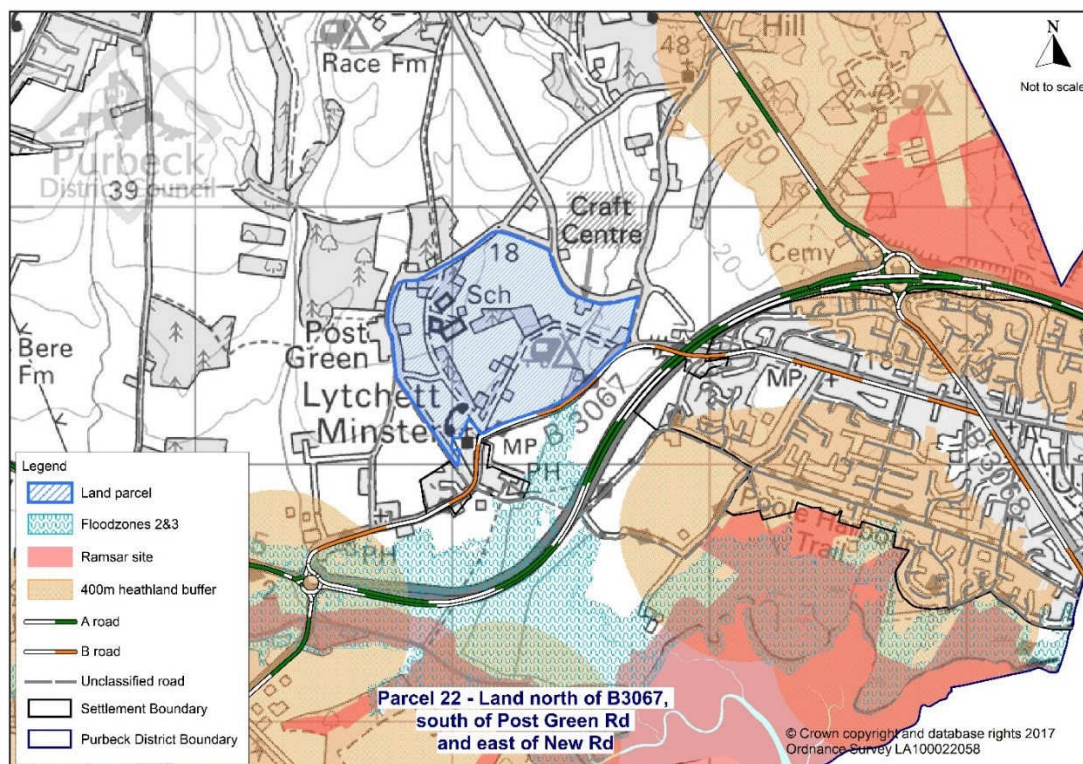 Race Fm
48
Hill
N
Not to scale
A 350
Purbeck
District Council
39
Craft
Centre
18
Cemy
20
Sch
Post
Green
Bere
Fm
Lytchett
Minster
MP
B 3067
PH
MP
18
B 3068
PH
Trail
Legend
Land parcel
Floodzones 2&3
Ramsar site
400m heathland buffer
A road
B road
Unclassified road
Settlement Boundary
Purbeck District Boundary
Parcel 22 - Land north of B3067,
south of Post Green Rd
and east of New Rd
© Crown copyright and database rights 2017
Ordnance Survey LA100022058